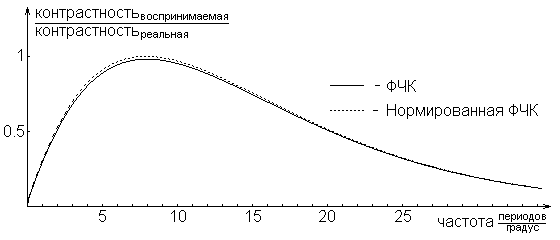 контрастность воспринимаемая
контрастность реальная
1
- ФЧК
- Нормированная ФЧК
0.5
5 10 15 20 25
частота периодов
градус